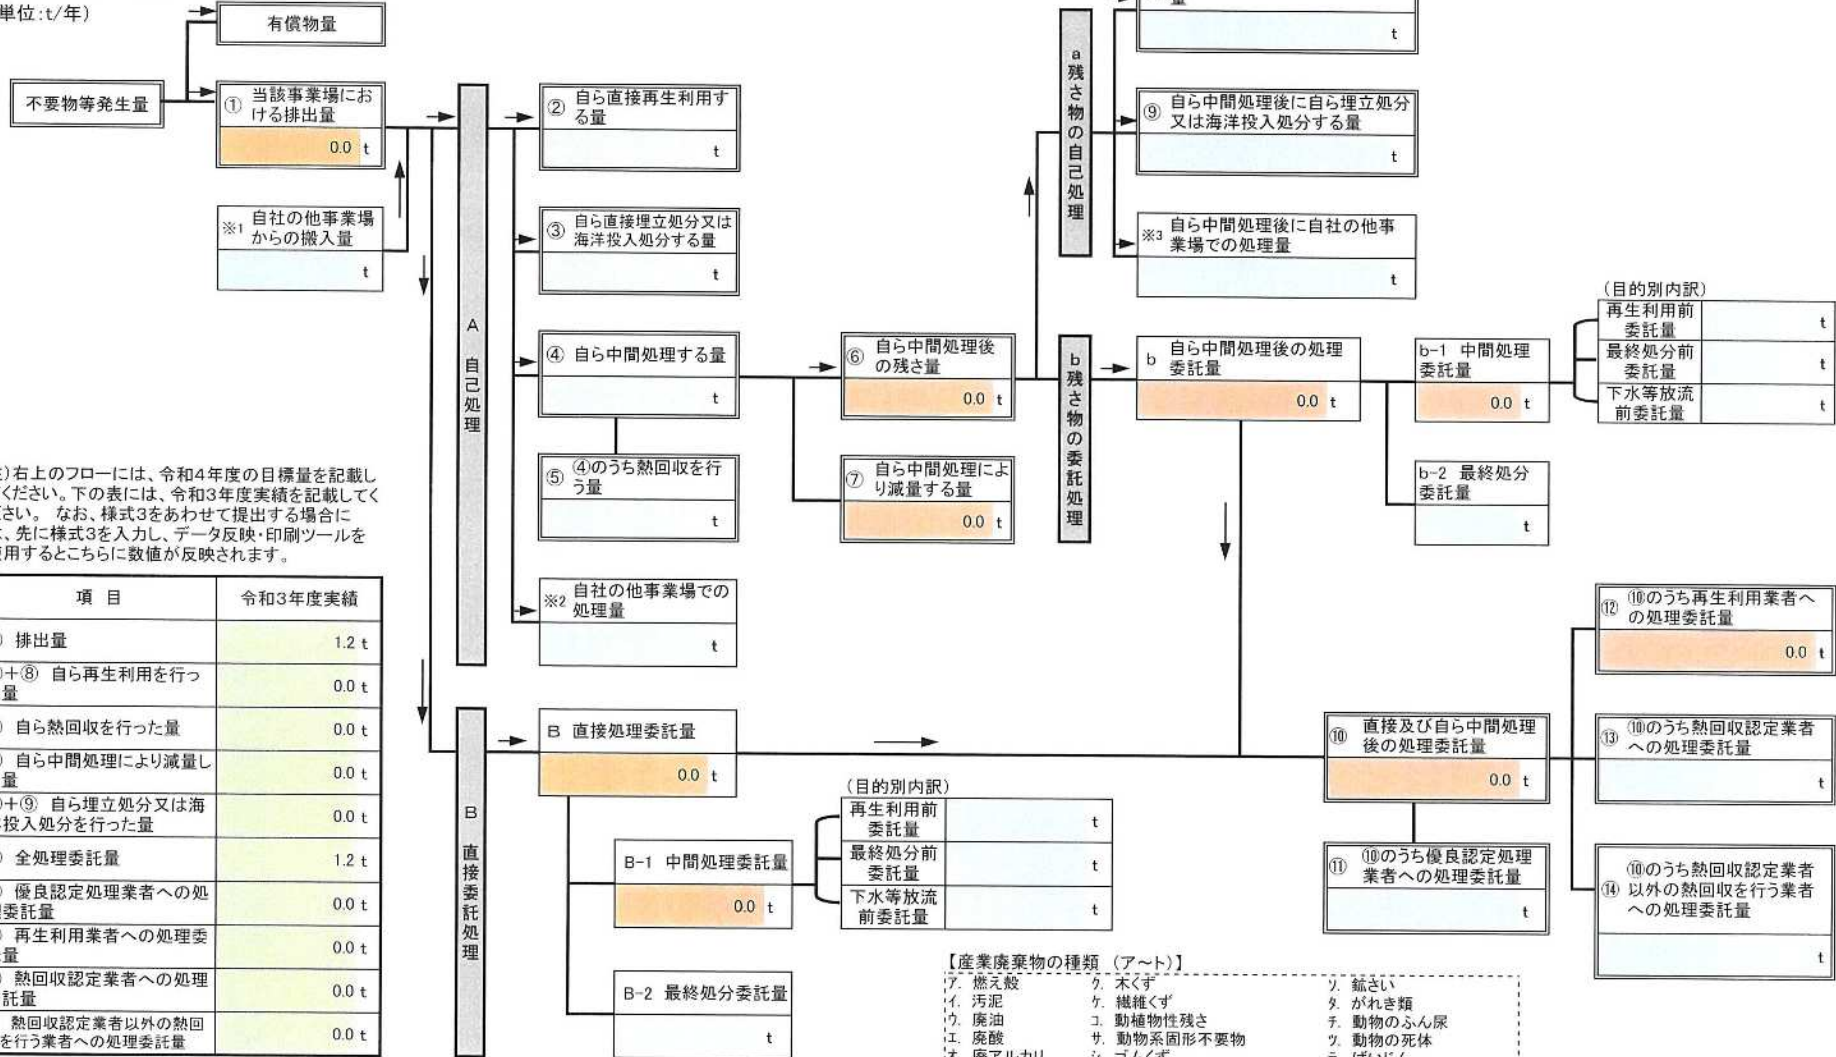 単位:t/年)
有償物量
不要物等発生量
① 当該事業場にお
ける排出量
0.0 t
※1 自社の他事業場
からの搬入量
t
A 自己処理
② 自ら直接再生利用す
る量
t
③ 自ら直接埋立処分又は
海洋投入処分する量
t
④ 自ら中間処理する量
t
⑤ ④のうち熱回収を行
う量
t
※2 自社の他事業場での
処理量
t
⑥ 自ら中間処理後
の残さ量
0.0 t
⑦ 自ら中間処理によ
り減量する量
0.0 t
a 残さ物の自己処理
量
t
⑨ 自ら中間処理後に自ら埋立処分
又は海洋投入処分する量
t
※3 自ら中間処理後に自社の他事
業場での処理量
t
b 残さ物の委託処理
b 自ら中間処理後の処理
委託量
0.0 t
b-1 中間処理
委託量
0.0 t
(目的別内訳)
再生利用前
委託量 t
最終処分前
委託量 t
下水等放流
前委託量 t
b-2 最終処分
委託量
t
)右上のフローには、令和4年度の目標量を記載し
ください。下の表には、令和3年度実績を記載してく
さい。 なお、様式3をあわせて提出する場合に
、先に様式3を入力し、データ反映・印刷ツールを
使用するとこちらに数値が反映されます。
項 目 令和3年度実績
) 排出量 1.2 t
)+⑧ 自ら再生利用を行っ
量 0.0 t
) 自ら熱回収を行った量 0.0 t
) 自ら中間処理により減量し
量 0.0 t
)+⑨ 自ら埋立処分又は海
投入処分を行った量 0.0 t
) 全処理委託量 1.2 t
) 優良認定処理業者への処
委託量 0.0 t
) 再生利用業者への処理委
量 0.0 t
) 熱回収認定業者への処理
託量 0.0 t
熱回収認定業者以外の熱回
を行う業者への処理委託量 0.0 t
B 直接委託処理
B 直接処理委託量
0.0 t
B-1 中間処理委託量
0.0 t
(目的別内訳)
再生利用前
委託量 t
最終処分前
委託量 t
下水等放流
前委託量 t
B-2 最終処分委託量
t
⑩ 直接及び自ら中間処理
後の処理委託量
0.0 t
⑪ ⑩のうち優良認定処理
業者への処理委託量
t
⑫ ⑩のうち再生利用業者へ
の処理委託量
0.0 t
⑬ ⑩のうち熱回収認定業者
への処理委託量
t
⑭ ⑩のうち熱回収認定業者
以外の熱回収を行う業者
への処理委託量
t
【産業廃棄物の種類 (ア~ト)】
ア. 燃え殻 ク. 木くず ソ. 鉱さい
イ. 汚泥 ケ. 繊維くず タ. がれき類
ウ. 廃油 コ. 動植物性残さ チ. 動物のふん尿
エ. 廃酸 サ. 動物系固形不要物 ツ. 動物の死体
オ. 廃アルカリ シ. ゴムくず テ. ばいじん